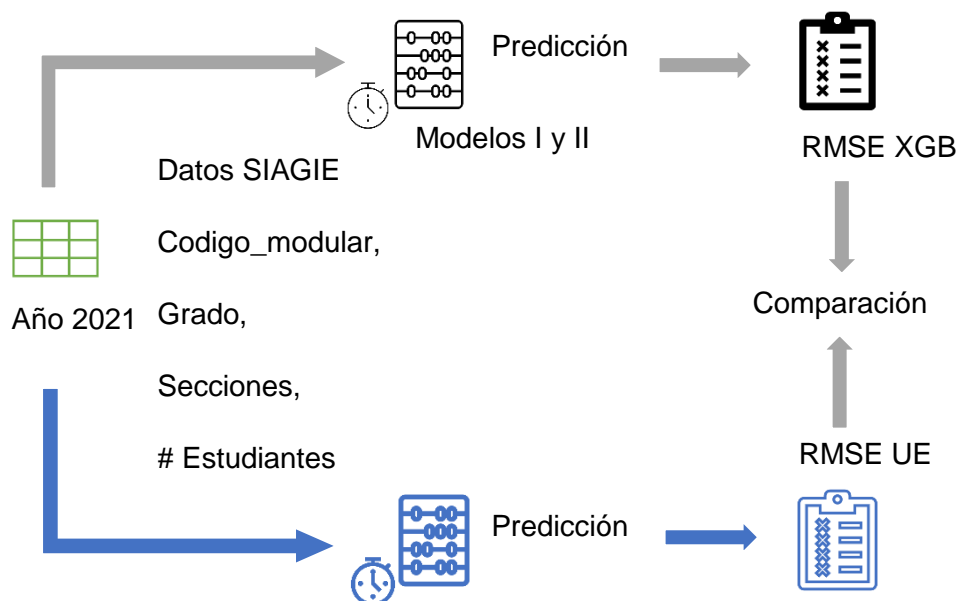 Predicción
Modelos I y II
RMSE XGB
Datos SIAGIE
Codigo_modular,
Año 2021
Grado,
Comparación
Secciones,
# Estudiantes
RMSE UE
Predicción